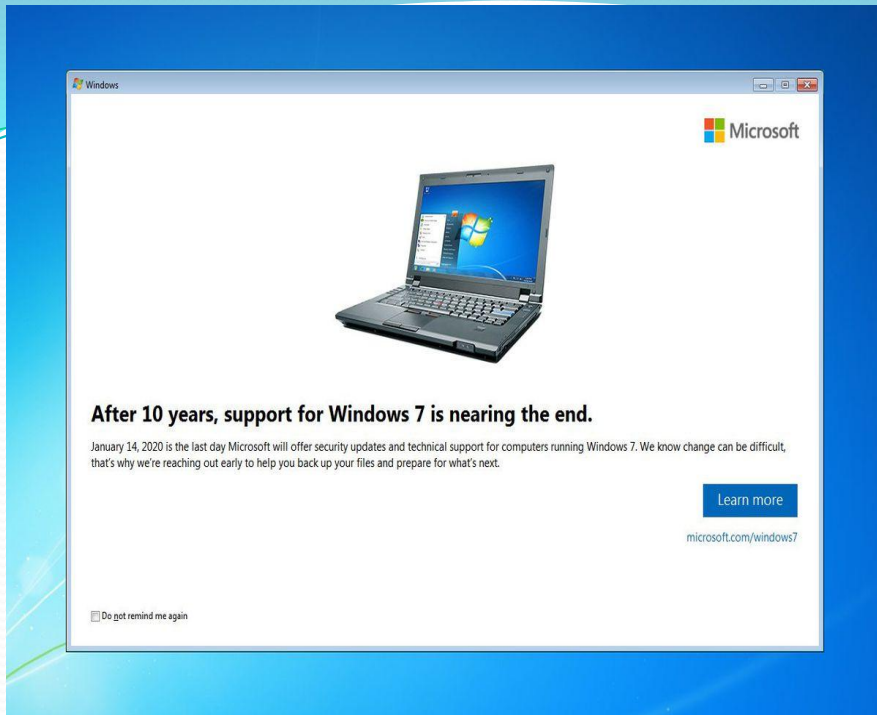 Windows
Microsoft
After 10 years, support for Windows 7 is nearing the end.
January 14, 2020 is the last day Microsoft will offer security updates and technical support for computers running Windows 7. We know change can be difficult,
that's why we're reaching out early to help you back up your files and prepare for what's next.
Learn more
microsoft.com/windows7
Do not remind me again